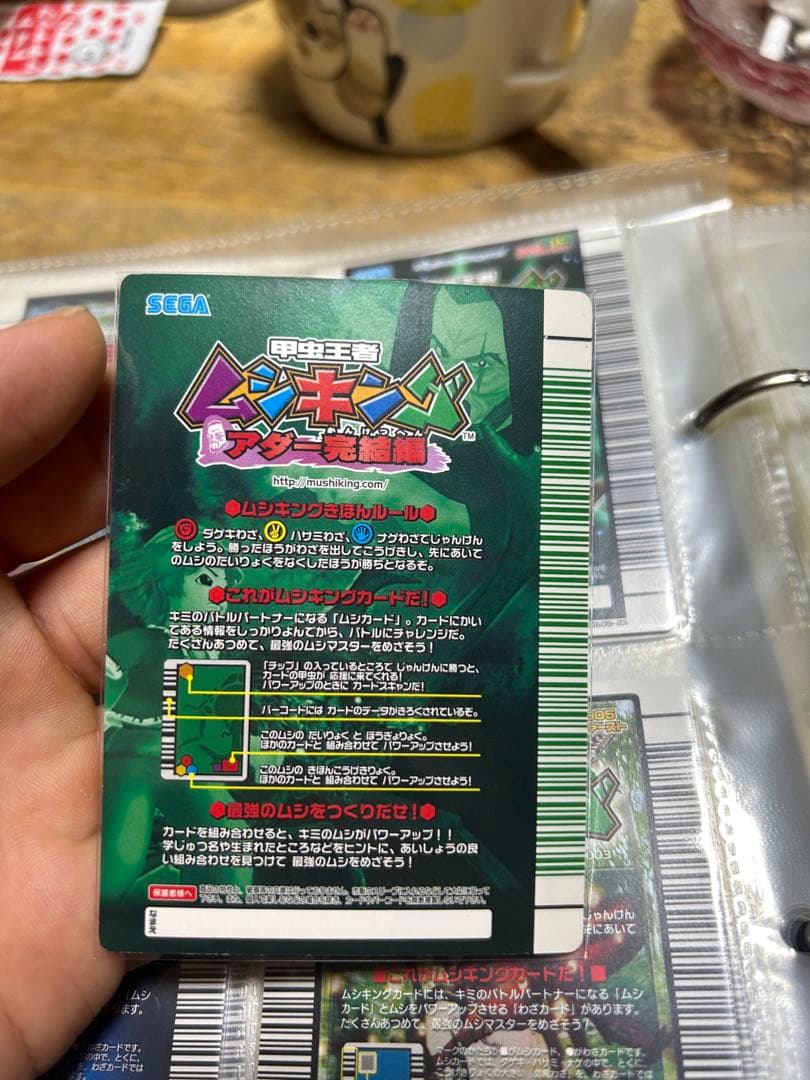 SEGA
甲虫王者
ムシキング
TM
かんけつへん
アダー完結編
http://mushiking.com/
ムシキングきほんルール
ダゲキわざ、ハサミわざ、ナゲわざでじゃんけん
をしよう。勝ったほうがわざを出してこうげきし、先にあいて
のムシのたいりょくをなくしたほうが勝ちとなるぞ。
これがムシキングカードだ!
キミのバトルパートナーになる「ムシカード」。カードにかい
てある情報をしっかりよんでから、バトルにチャレンジだ。
たくさんあつめて、最強のムシマスターをめざそう!
「チップ」の入っているところで じゃんけんに勝つと、
カードの甲虫が 応援に来てくれる!
パワーアップのときに カードスキャンだ!
バーコードには カードのデータがきろくされているぞ。
このムシの たいりょく と ぼうぎょりょく。
ほかのカードと 組み合わせて パワーアップさせよう!
このムシの きほんこうげきりょく。
ほかのカードと 組み合わせて パワーアップさせよう!
最強のムシをつくりだせ!
カードを組み合わせると、キミのムシがパワーアップ!!
学じゅつ名や生まれたところなどをヒントに、あいしょうの良
い組み合わせを見つけて 最強のムシをめざそう!
保護者様へ
なまえ
これがムシキングカードだ!
ムシキングカードには、キミのバトルパートナーになる「ムシ
カード」とムシをパワーアップさせる「わざカード」があります。
たくさんあつめて、最強のムシマスターをめざそう?